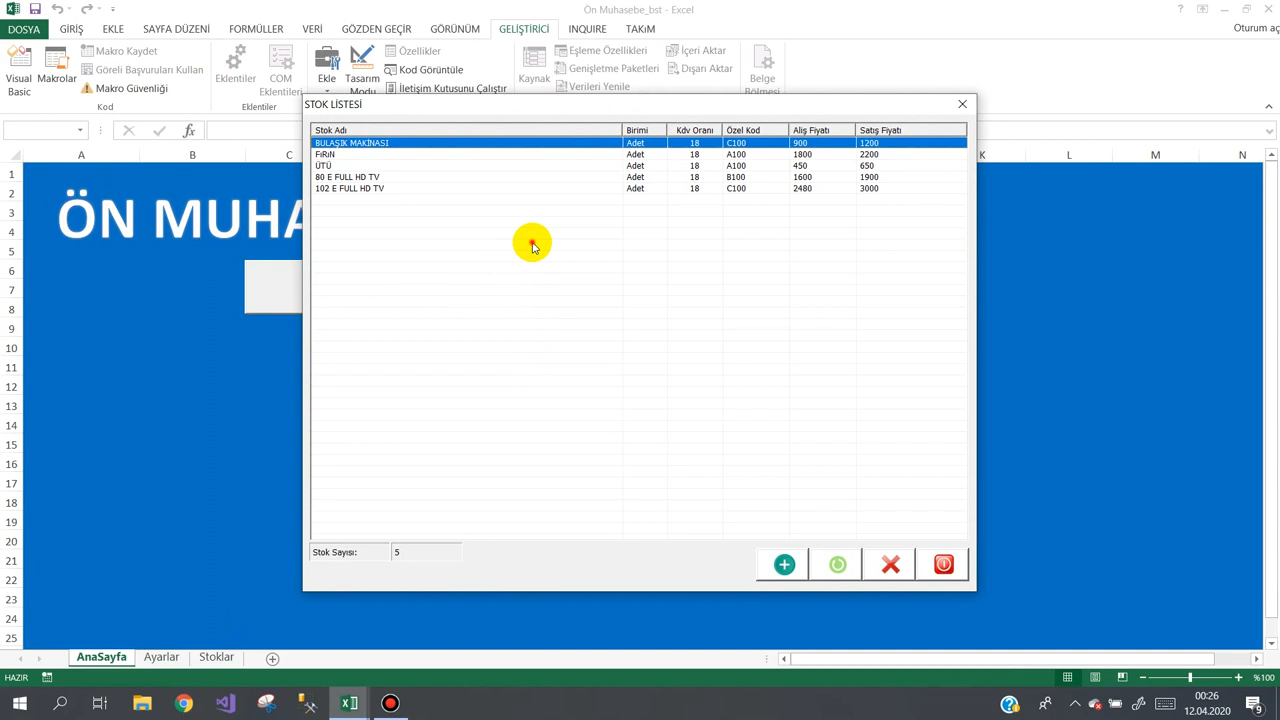 Ön Muhasebe_bst - Excel
DOSYA GİRİŞ EKLE SAYFA DÜZENİ FORMÜLLER VERİ GÖZDEN GEÇİR GÖRÜNÜM GELİŞTİRİCİ INQUIRE TAKıM Oturum aç
Makro Kaydet
Göreli Başvuruları Kullan
Makro Güvenliği
Visual Basic
Makrolar
Kod
Eklentiler
COM Eklentileri
Eklentiler
Ekle
Tasarım Modu
Özellikler
Kod Görüntüle
İletişim Kutusunu Çalıştır
Kaynak
Eşleme Özellikleri
Genişletme Paketleri
Verileri Yenile
İçeri Aktar
Dışarı Aktar
Belge Bölmesi
STOK LİSTESİ
Stok Adı Birimi Kdv Oranı Özel Kod Alış Fiyatı Satış Fiyatı
BULAŞIK MAKİNASI Adet 18 C100 900 1200
FıRıN Adet 18 A100 1800 2200
ÜTÜ Adet 18 A100 450 650
80 E FULL HD TV Adet 18 B100 1600 1900
102 E FULL HD TV Adet 18 C100 2480 3000
Stok Sayısı: 5
fx
A B C K L M N
1
2
3
4
5
6
7
8
9
10
11
12
13
14
15
16
17
18
19
20
21
22
23
24
25
ÖN MUHA
AnaSayfa Ayarlar Stoklar
HAZIR %100
00:26
12.04.2020
9